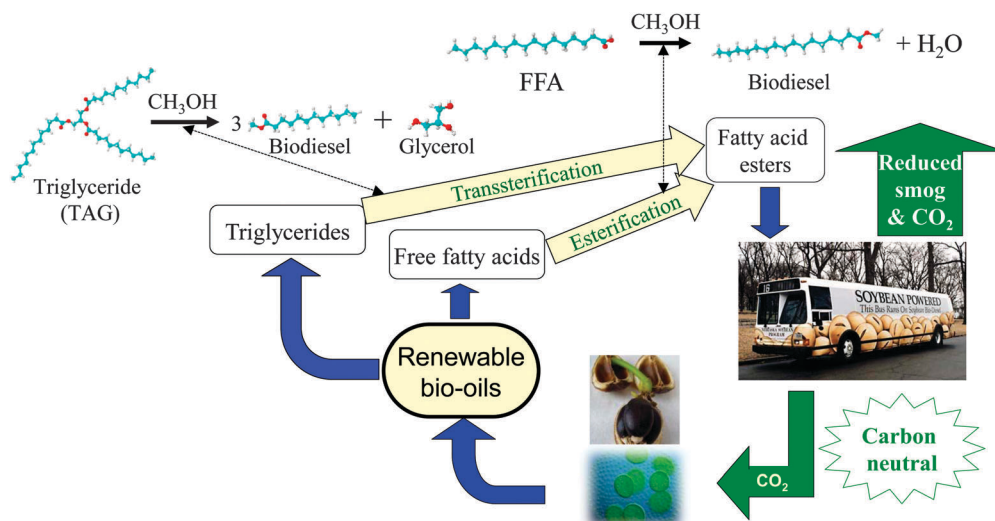 CH₃OH
FFA
Biodiesel
+ H₂O
CH₃OH
3
Biodiesel
+
Glycerol
Triglyceride
(TAG)
Transsterification
Esterification
Fatty acid
esters
Reduced
smog
& CO₂
Triglycerides
Free fatty acids
Renewable
bio-oils
16
SOYBEAN POWERED
This Bus Runs On Soybean Bio-Diesel
CO₂
Carbon
neutral